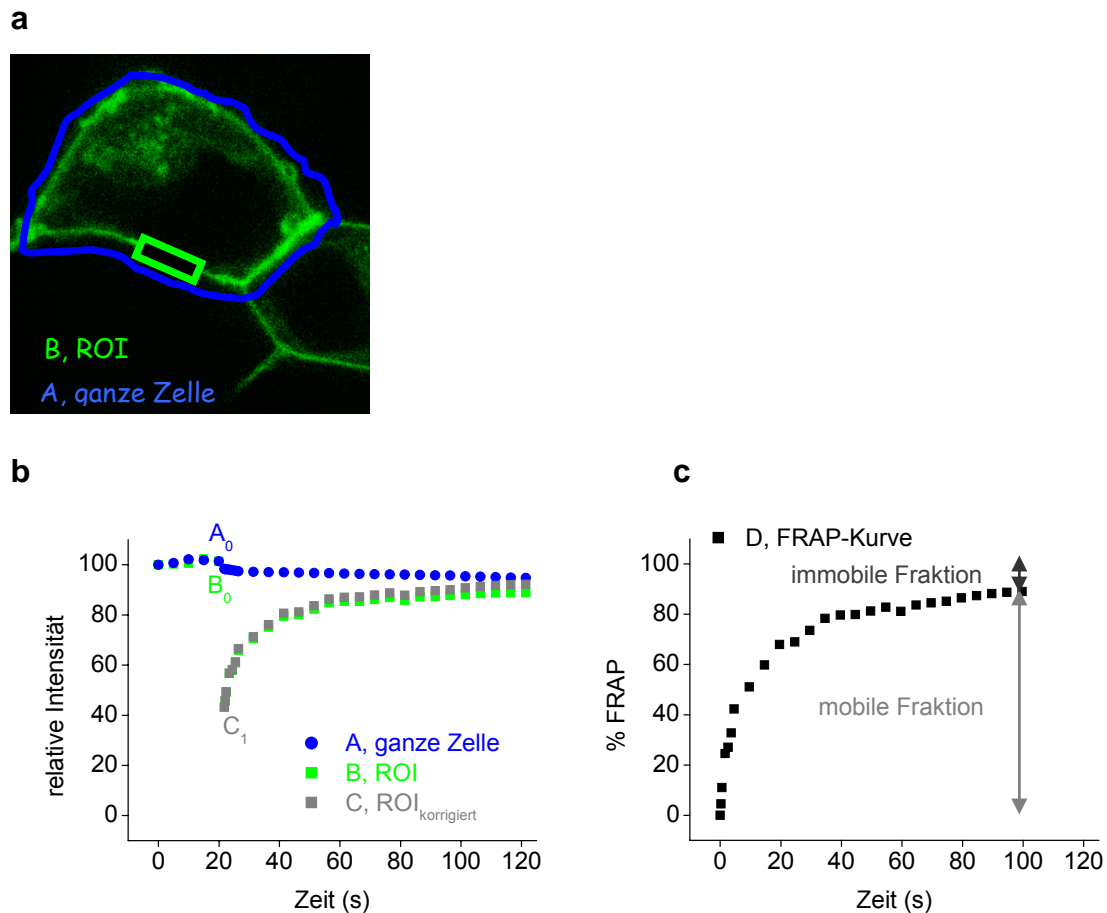 a
B, ROI
A, ganze Zelle
b
relative Intensität
100
80
60
40
20
0
A0
B0
C1
A, ganze Zelle
B, ROI
C, ROIkorrigiert
0 20 40 60 80 100 120
Zeit (s)
c
% FRAP
100
80
60
40
20
0
D, FRAP-Kurve
immobile Fraktion
mobile Fraktion
0 20 40 60 80 100 120
Zeit (s)